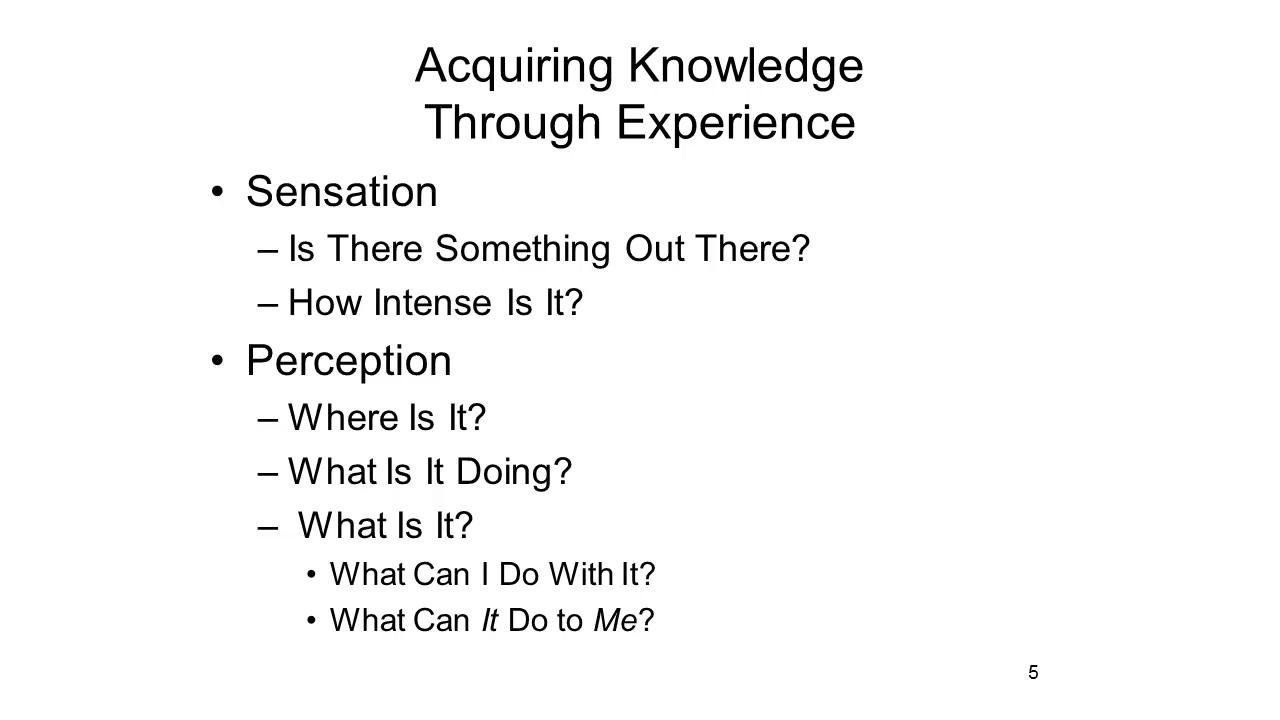 Acquiring Knowledge
Through Experience
• Sensation
– Is There Something Out There?
– How Intense Is It?
• Perception
– Where Is It?
– What Is It Doing?
– What Is It?
• What Can I Do With It?
• What Can It Do to Me?
5